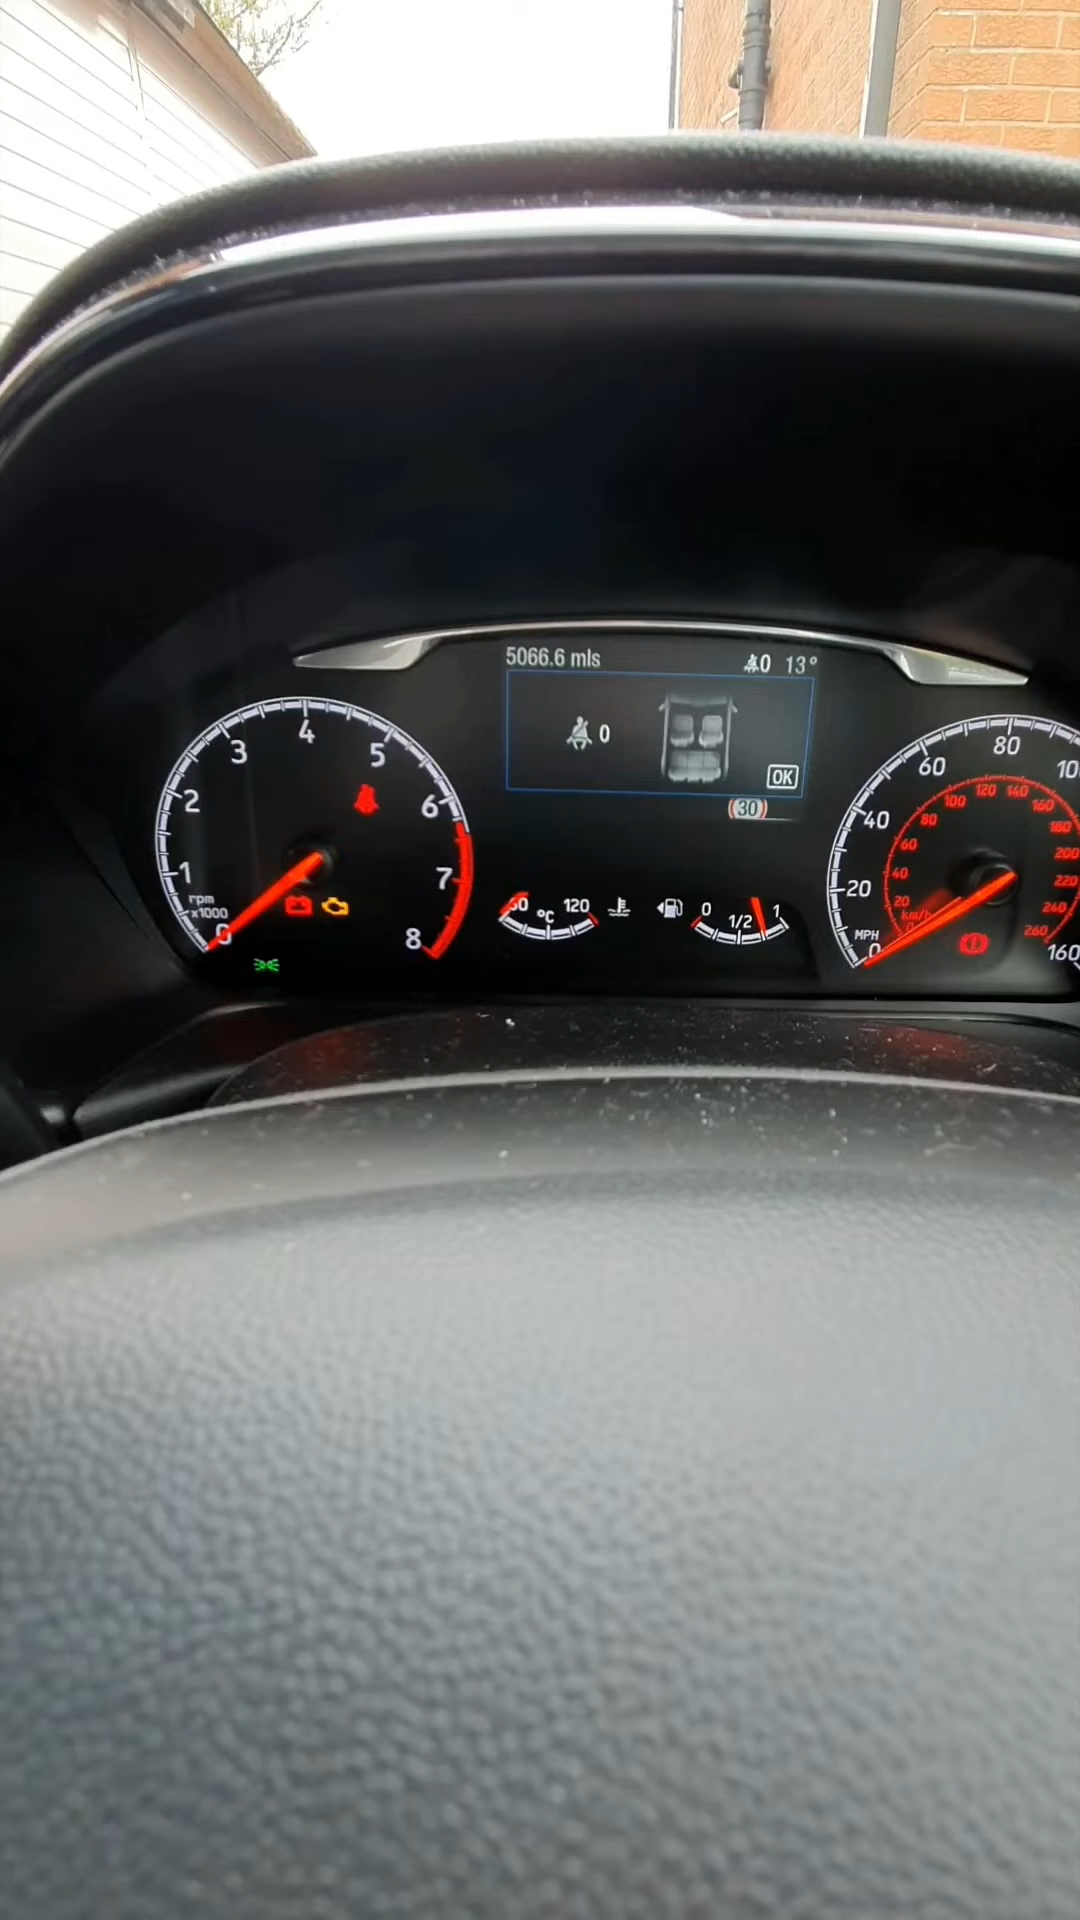 5066.6 mls 0 13°
0
OK
30
0 1 2 3 4 5 6 7 8
rpm
x1000
120
°C
0 1/2 1
0 20 40 60 80 160
MPH
20 40 60 80 100 120 140 160 180 200 220 240 260
km/h